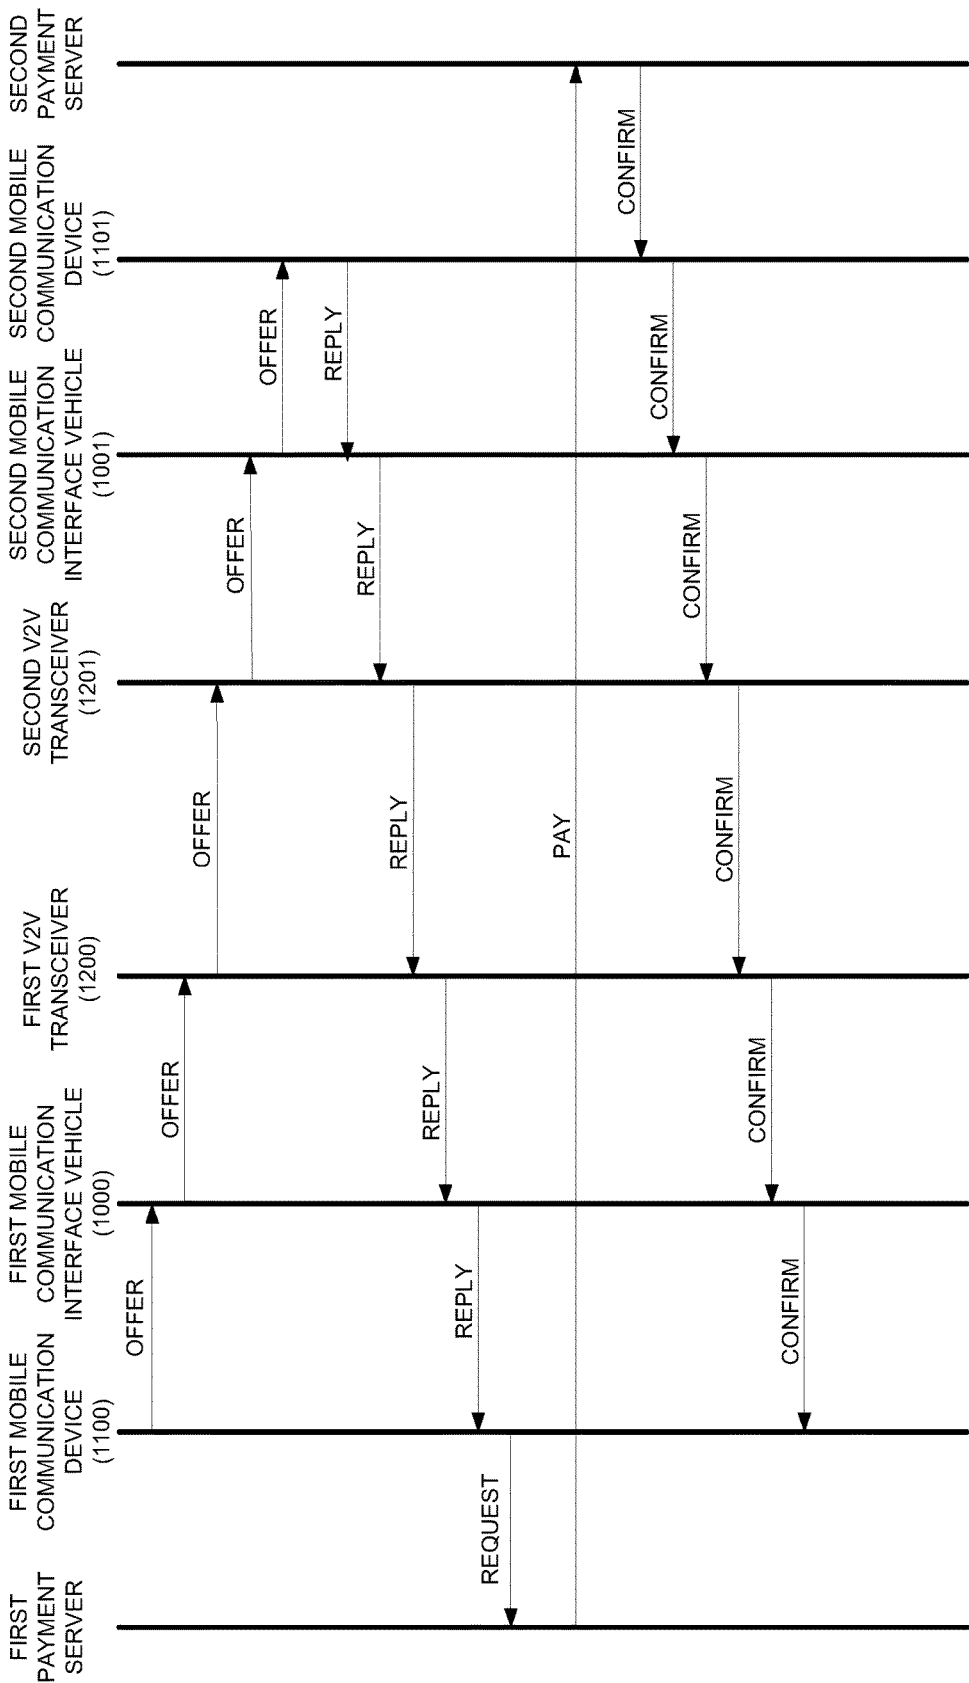 FIRST
PAYMENT
SERVER
FIRST MOBILE
COMMUNICATION
DEVICE
(1100)
FIRST MOBILE
COMMUNICATION
INTERFACE VEHICLE
(1000)
FIRST V2V
TRANSCEIVER
(1200)
SECOND V2V
TRANSCEIVER
(1201)
SECOND MOBILE
COMMUNICATION
INTERFACE VEHICLE
(1001)
SECOND MOBILE
COMMUNICATION
DEVICE
(1101)
SECOND
PAYMENT
SERVER
OFFER
OFFER
OFFER
OFFER
OFFER
REPLY
REPLY
REPLY
REPLY
REPLY
REQUEST
PAY
CONFIRM
CONFIRM
CONFIRM
CONFIRM
CONFIRM
CONFIRM